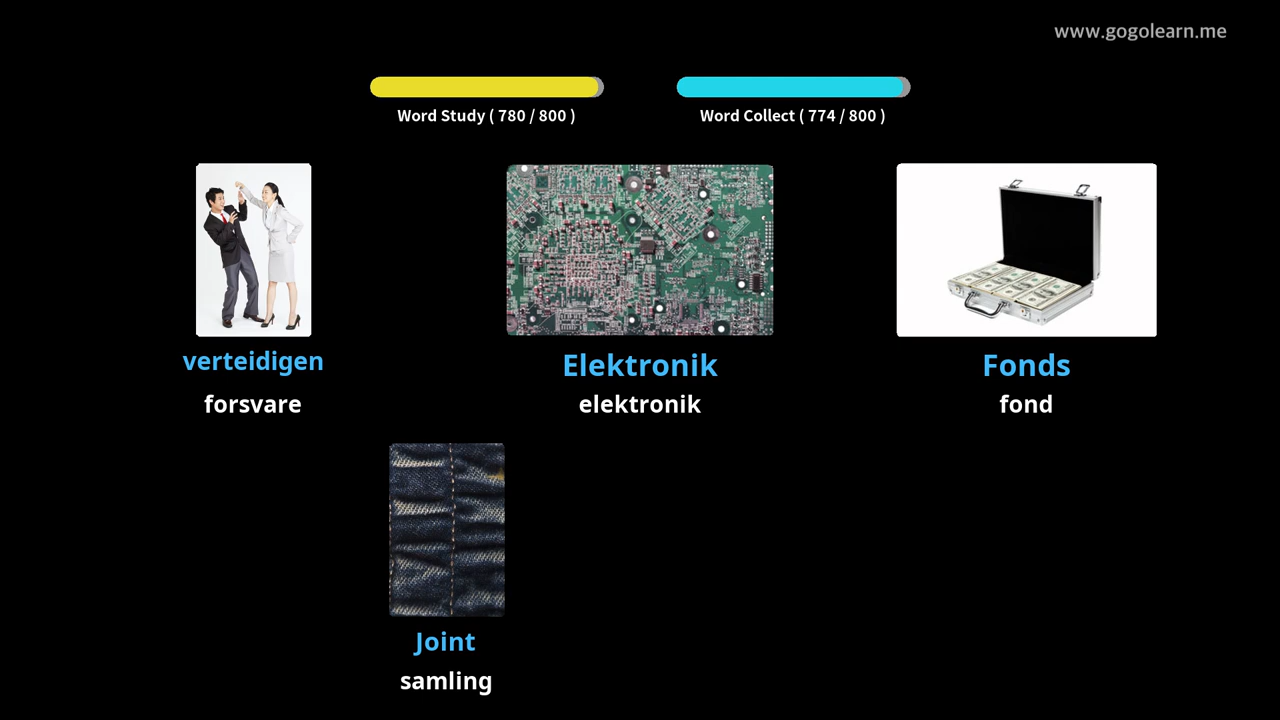 www.gogolearn.me
Word Study ( 780 / 800 )
Word Collect ( 774 / 800 )
verteidigen
forsvare
Elektronik
elektronik
Fonds
fond
Joint
samling